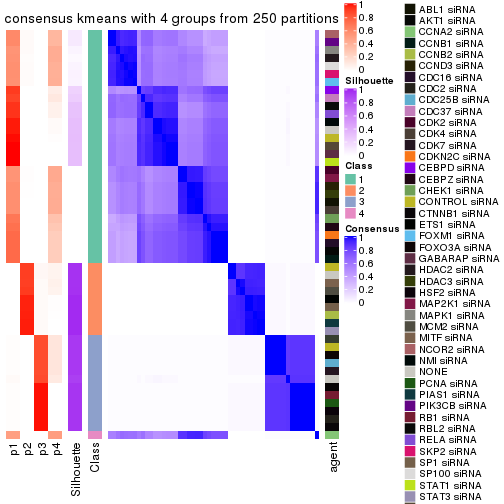 consensus kmeans with 4 groups from 250 partitions
1
0.8
0.6
0.4
0.2
0
Silhouette
1
0.8
0.6
0.4
0.2
0
Class
1
2
3
4
Consensus
1
0.8
0.6
0.4
0.2
0
p1
p2
p3
p4
Silhouette
Class
agent
ABL1 siRNA
AKT1 siRNA
CCNA2 siRNA
CCNB1 siRNA
CCNB2 siRNA
CCND3 siRNA
CDC16 siRNA
CDC2 siRNA
CDC25B siRNA
CDC37 siRNA
CDK2 siRNA
CDK4 siRNA
CDK7 siRNA
CDKN2C siRNA
CEBPD siRNA
CEBPZ siRNA
CHEK1 siRNA
CONTROL siRNA
CTNNB1 siRNA
ETS1 siRNA
FOXM1 siRNA
FOXO3A siRNA
GABARAP siRNA
HDAC2 siRNA
HDAC3 siRNA
HSF2 siRNA
MAP2K1 siRNA
MAPK1 siRNA
MCM2 siRNA
MITF siRNA
NCOR2 siRNA
NMI siRNA
NONE
PCNA siRNA
PIAS1 siRNA
PIK3CB siRNA
RB1 siRNA
RBL2 siRNA
RELA siRNA
SKP2 siRNA
SP1 siRNA
SP100 siRNA
STAT1 siRNA
STAT3 siRNA